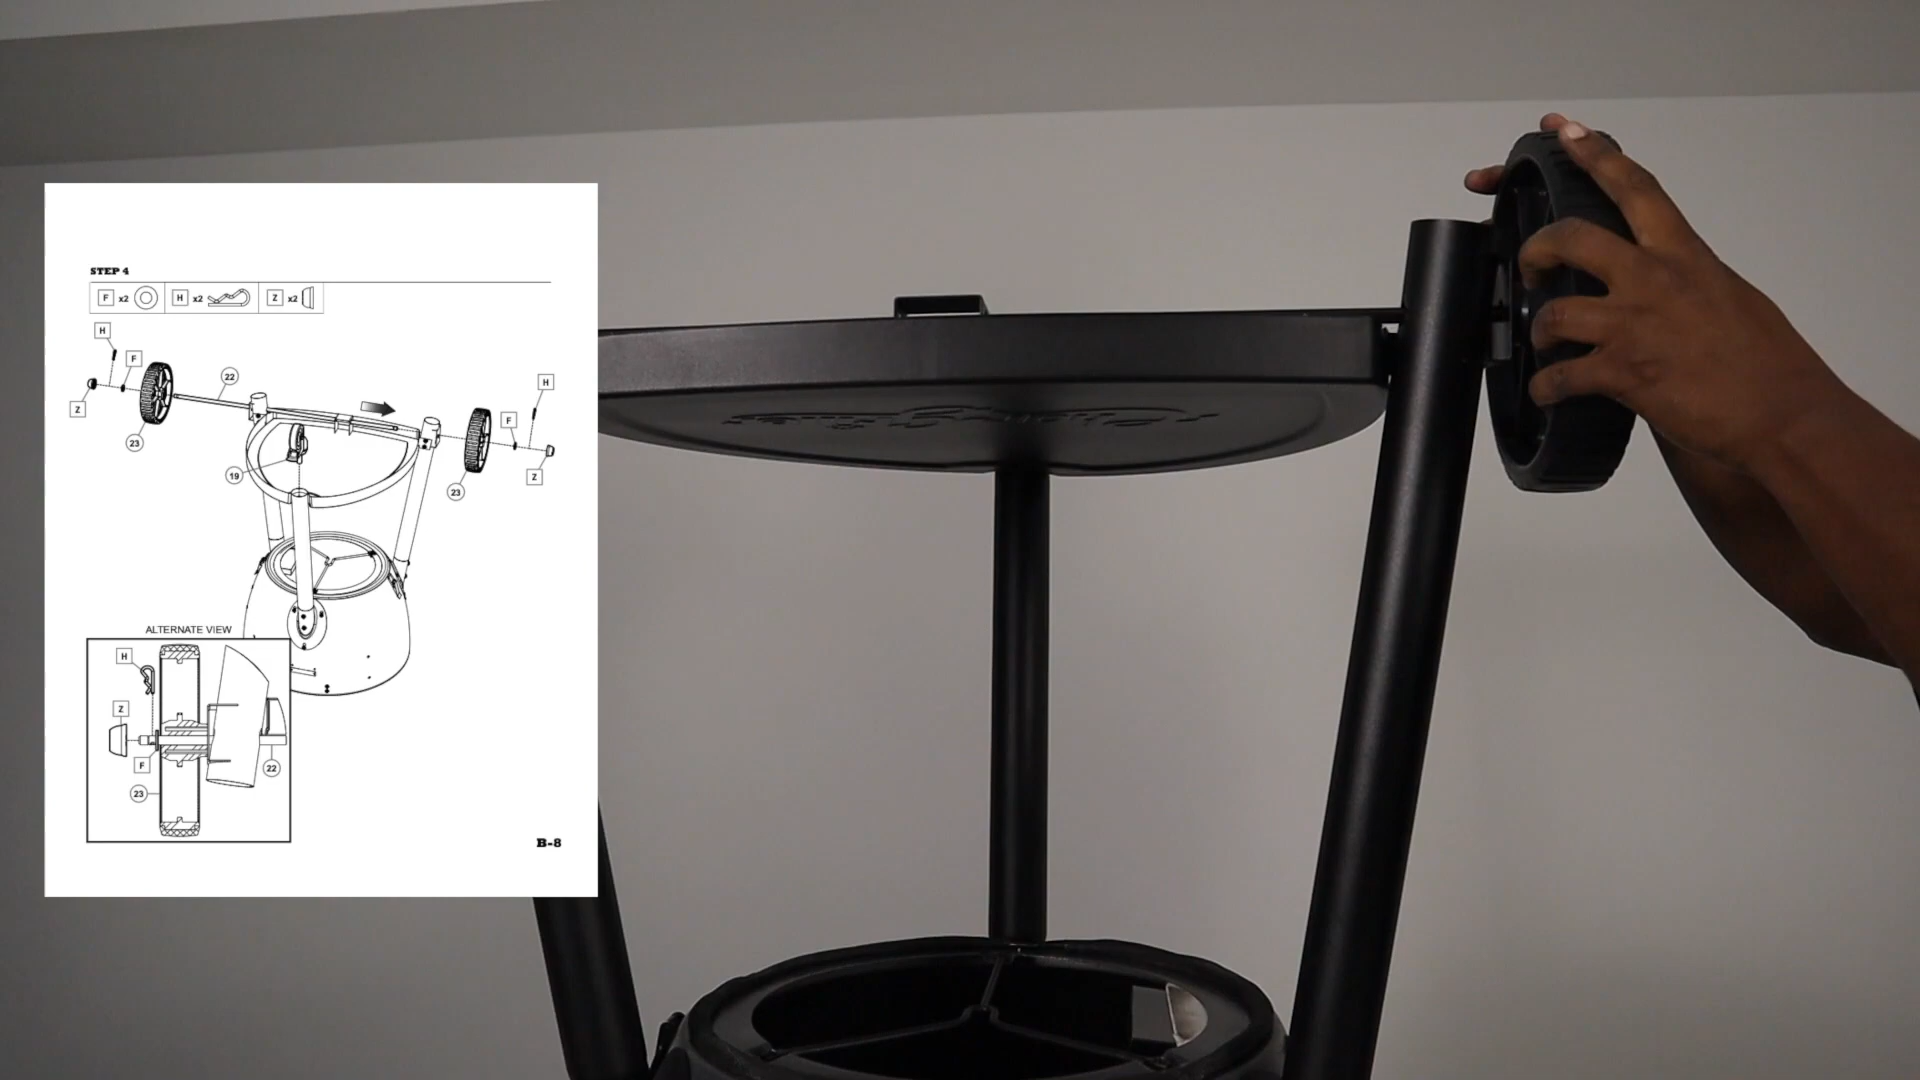 STEP 4
F x2 H x2 Z x2
H
F
Z
23
22
19
H
F
Z
23
ALTERNATE VIEW
H
Z
F
23
22
B-8